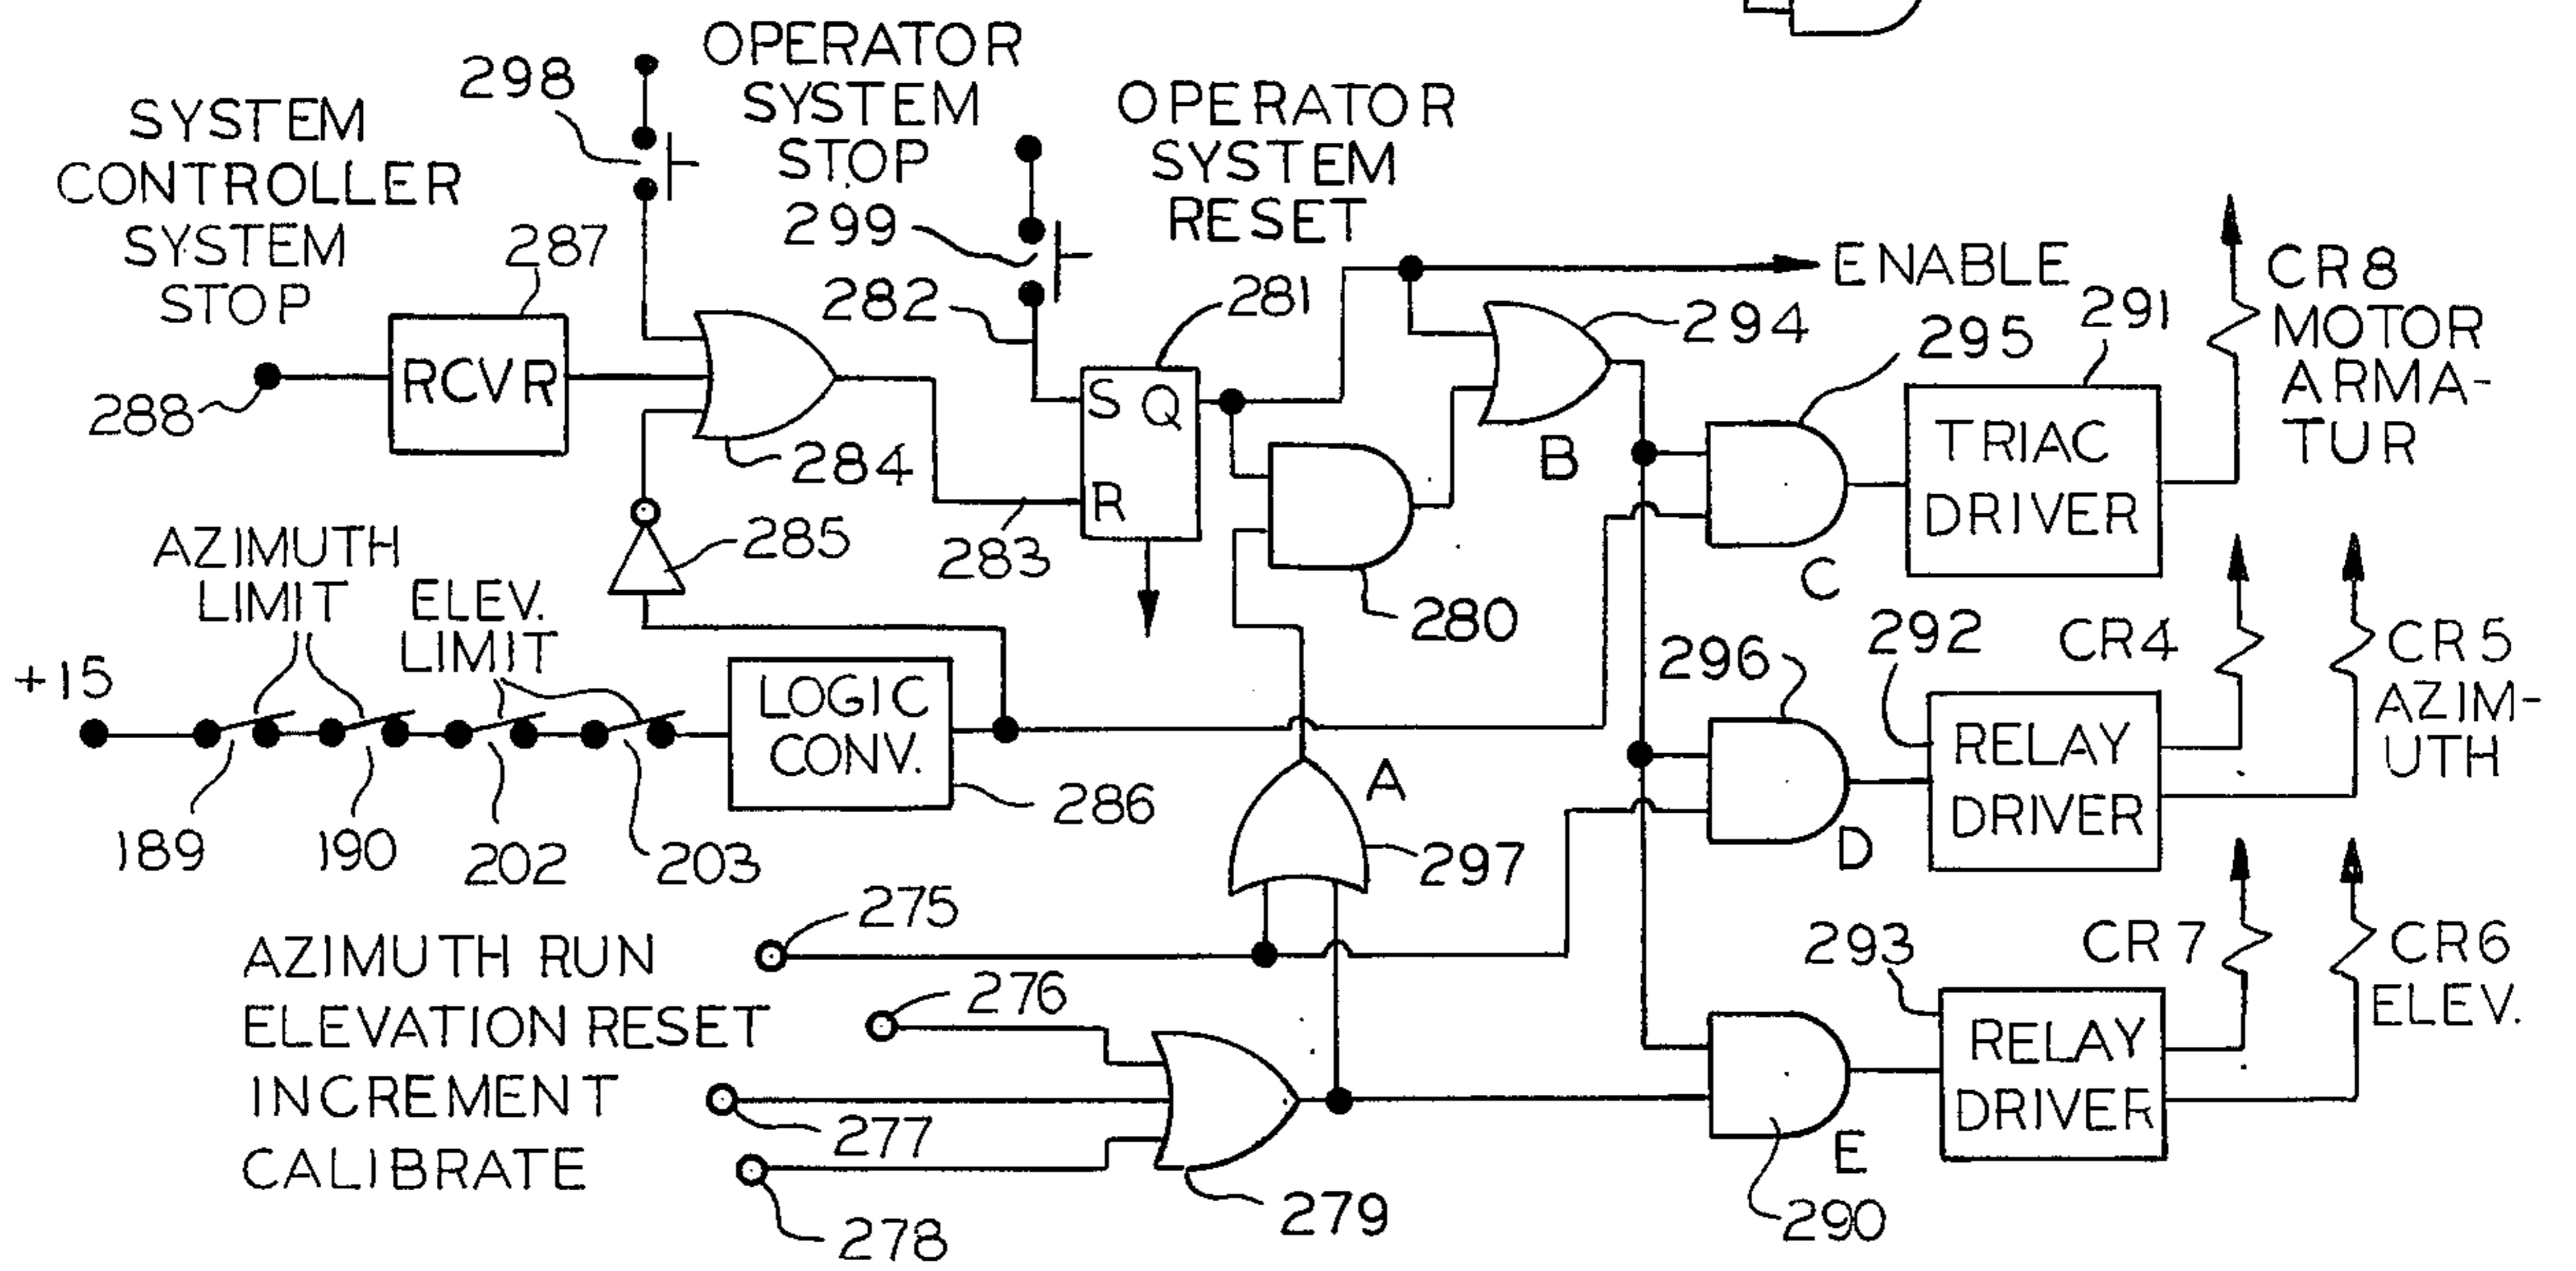 298
OPERATOR
SYSTEM
STOP
SYSTEM
CONTROLLER
SYSTEM
STOP
OPERATOR
SYSTEM
RESET
299
287
282
281
ENABLE
294
295
291
CR8
MOTOR
ARMA-
TUR
288
RCVR
284
S Q
R
B
TRIAC
DRIVER
C
285
283
280
AZIMUTH
LIMIT
ELEV.
LIMIT
+15
LOGIC
CONV.
286
296
292
CR4
CR5
AZIM-
UTH
RELAY
DRIVER
D
A
297
189
190
202
203
275
AZIMUTH RUN
276
ELEVATION RESET
INCREMENT
277
CALIBRATE
278
279
293
CR7
CR6
ELEV.
RELAY
DRIVER
E
290